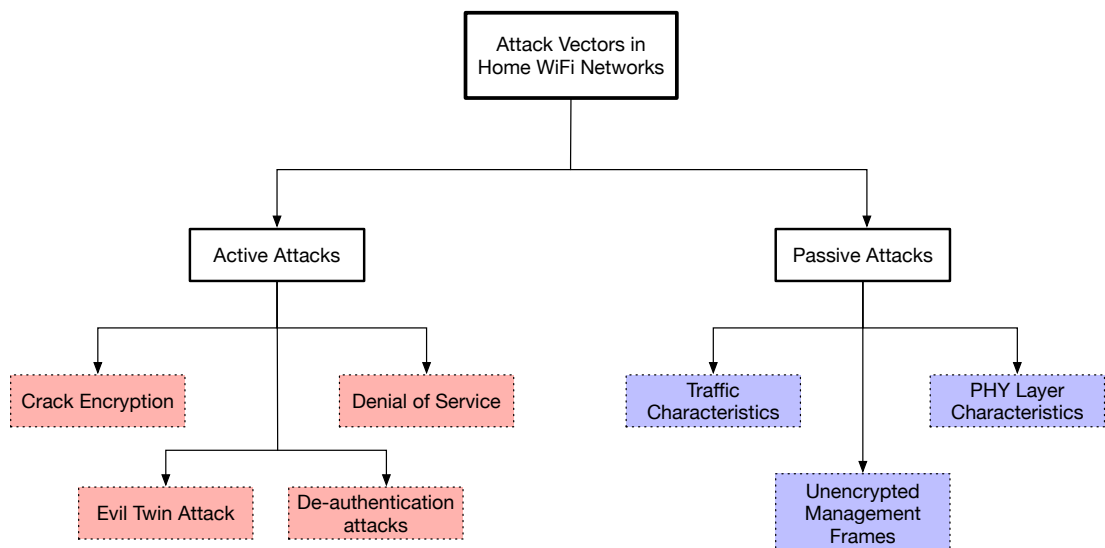 Attack Vectors in
Home WiFi Networks
Active Attacks
Passive Attacks
Crack Encryption
Denial of Service
Traffic
Characteristics
PHY Layer
Characteristics
Evil Twin Attack
De-authentication
attacks
Unencrypted
Management
Frames